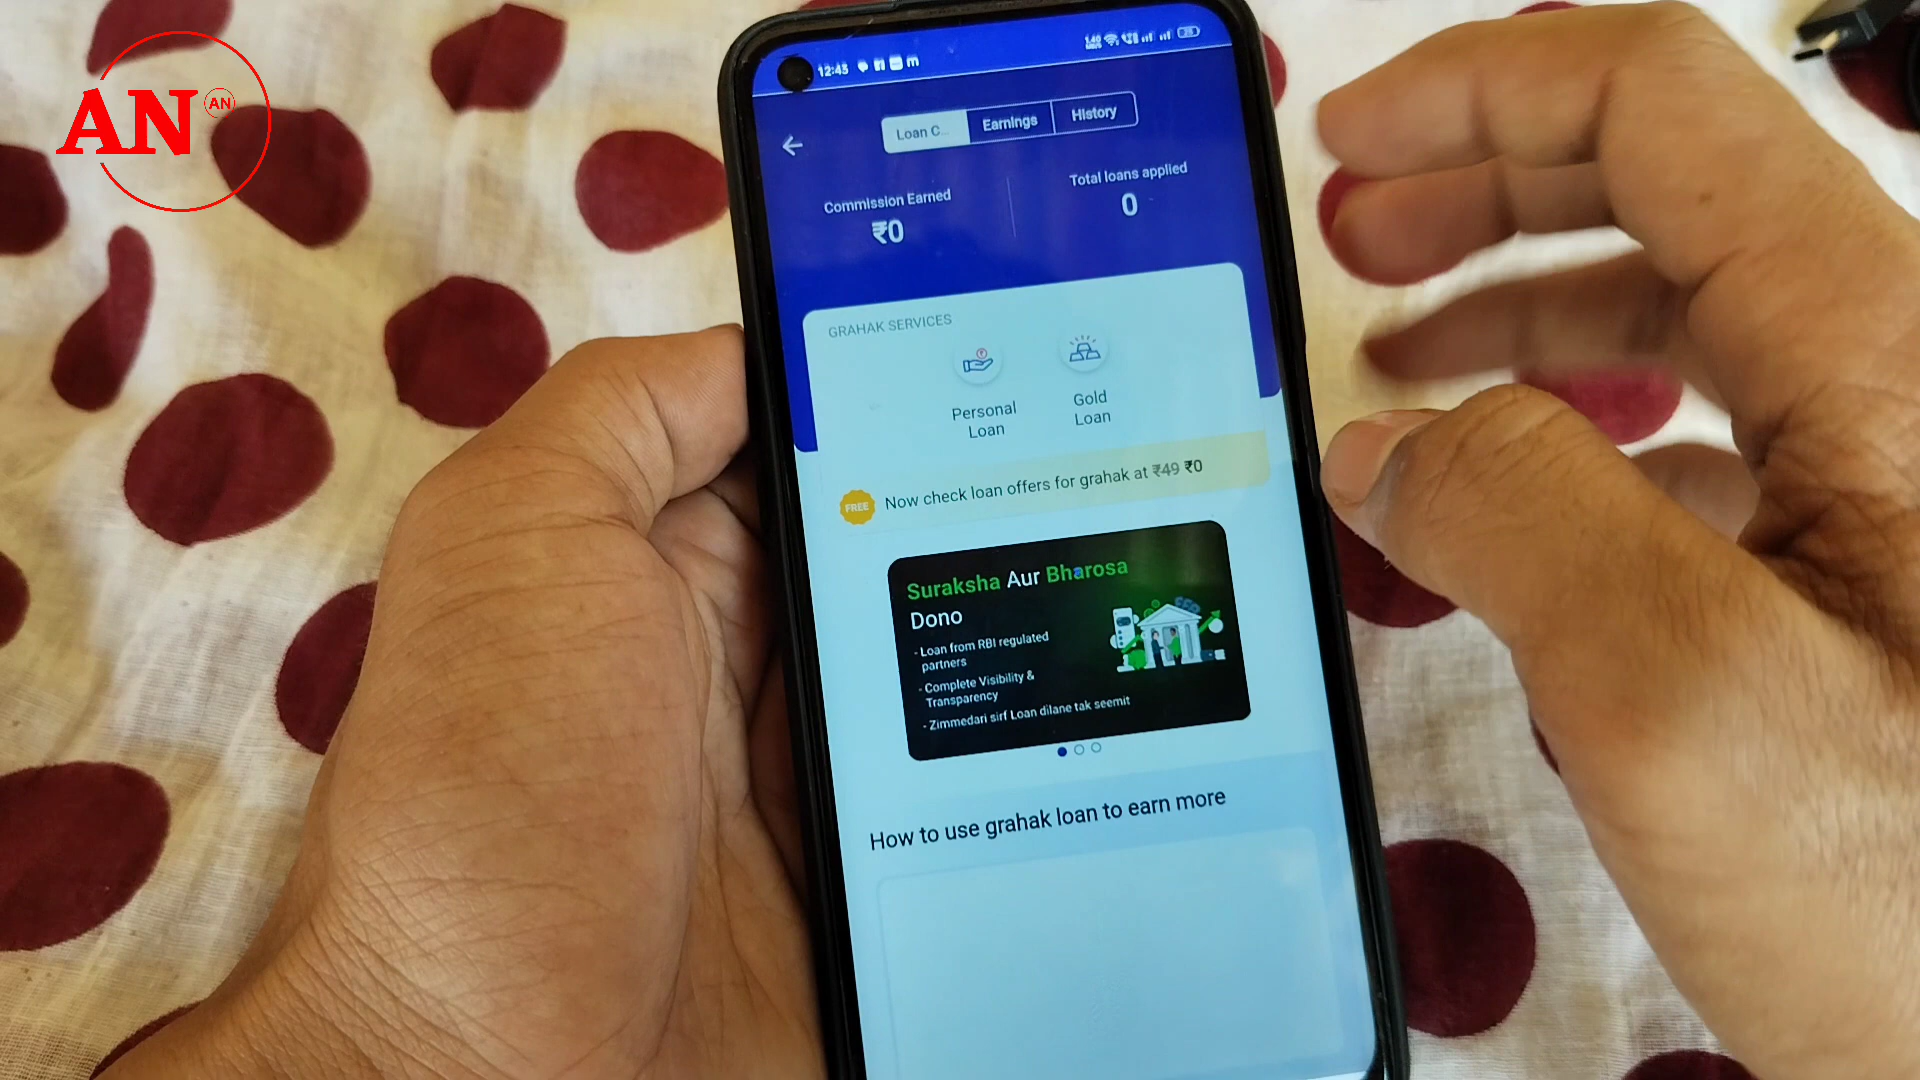 AN AN
12:43
Loan C... Earnings History
Commission Earned
₹0
Total loans applied
0
GRAHAK SERVICES
Personal
Loan
Gold
Loan
FREE
Now check loan offers for grahak at ₹49 ₹0
Suraksha Aur Bharosa
Dono
- Loan from RBI regulated
partners
- Complete Visibility &
Transparency
- Zimmedari sirf Loan dilane tak seemit
How to use grahak loan to earn more